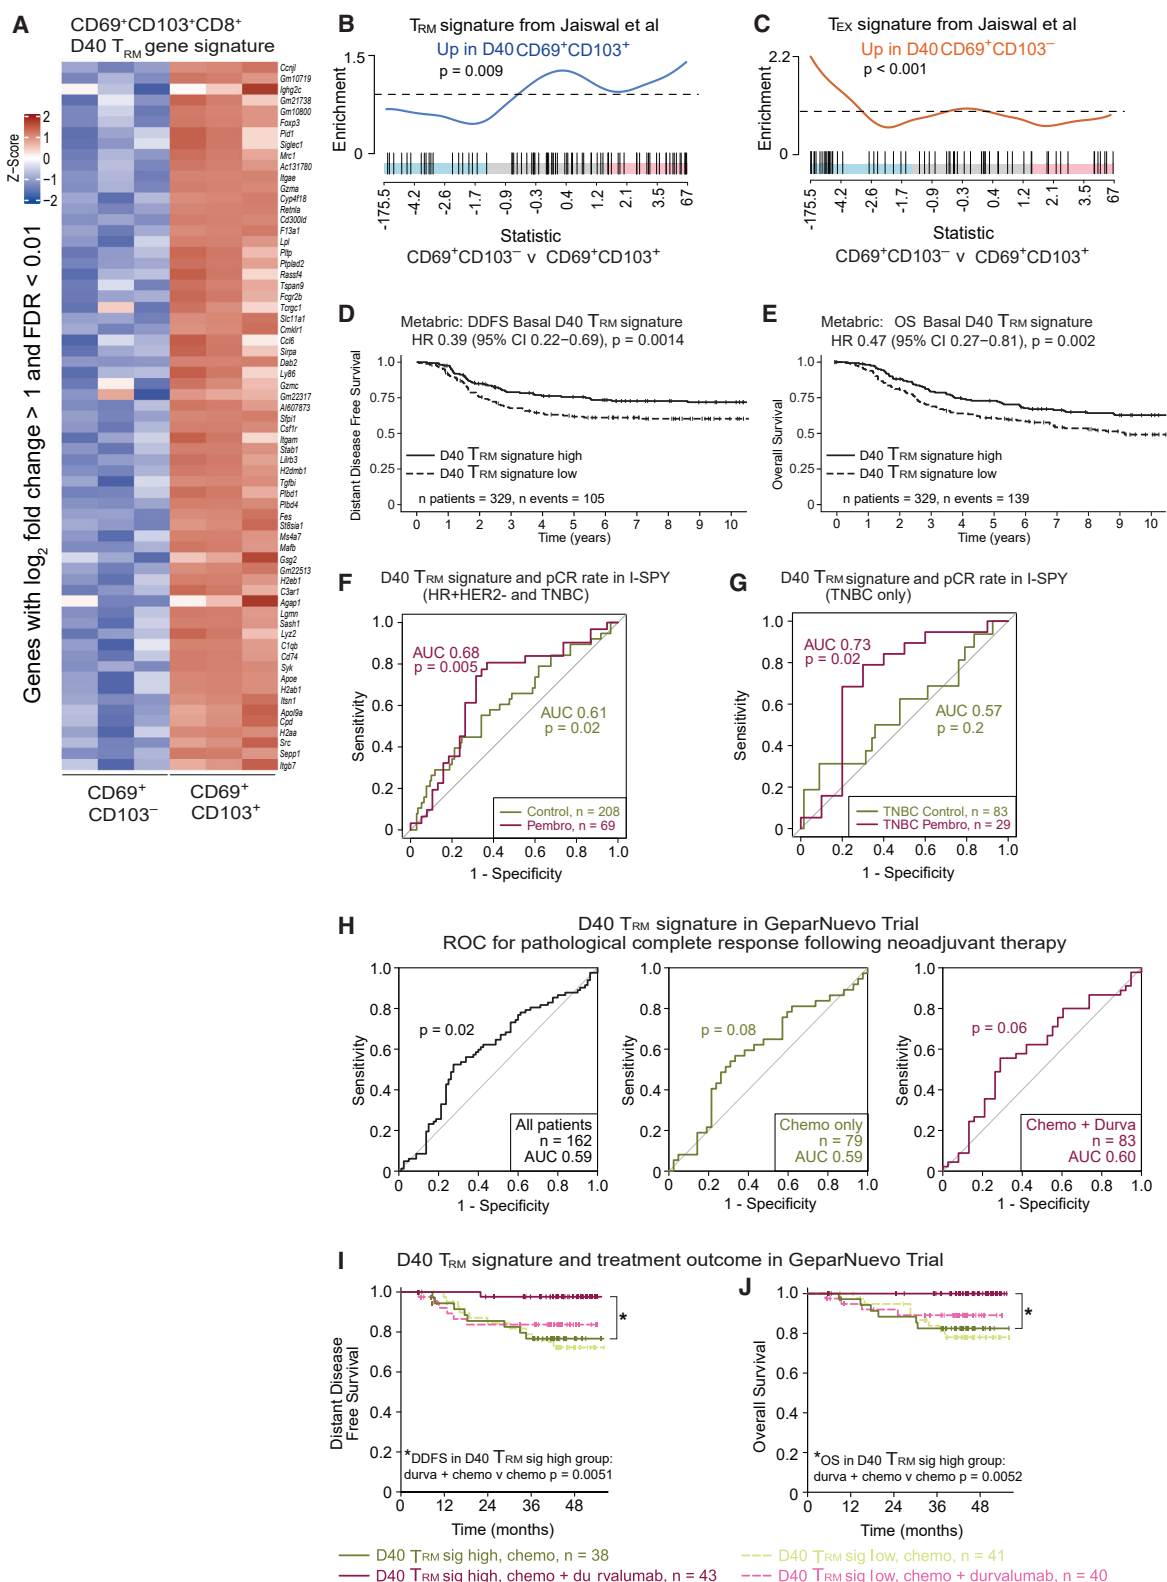 A
CD69⁺CD103⁺CD8⁺
D40 TRM gene signature
Z-Score
2
1
0
−1
−2
Genes with log₂ fold change > 1 and FDR < 0.01
Ccnjl
Gm10719
Ighg2c
Gm21738
Gm10800
Foxp3
Pid1
Siglec1
Mrc1
Ac131780
Itgae
Gzma
Cyp4f18
Retnla
Cd300ld
F13a1
Lpl
Pltp
Ptplad2
Rassf4
Tspan9
Fcgr2b
Tcrgc1
Slc11a1
Cmklr1
Ccl6
Sirpa
Dab2
Ly86
Gzmc
Gm22317
AI607873
Sfpi1
Csf1r
Itgam
Stab1
Lilrb3
H2dmb1
Tgfbi
Plbd1
Plbd4
Fes
St8sia1
Ms4a7
Mafb
Gsg2
Gm22513
H2eb1
C3ar1
Agap1
Lgmn
Sash1
Lyz2
C1qb
Cd74
Syk
Apoe
H2ab1
Itsn1
Apol9a
Cpd
H2aa
Src
Sepp1
Itgb7
CD69⁺
CD103⁻
CD69⁺
CD103⁺
B
TRM signature from Jaiswal et al
Up in D40 CD69⁺CD103⁺
p = 0.009
1.5
0
Enrichment
-175.5 -4.2 -2.6 -1.7 -0.9 -0.3 0.4 1.2 2.1 3.5 67
Statistic
CD69⁺CD103⁻ v CD69⁺CD103⁺
C
TEX signature from Jaiswal et al
Up in D40 CD69⁺CD103⁻
p < 0.001
2.2
0
Enrichment
-175.5 -4.2 -2.6 -1.7 -0.9 -0.3 0.4 1.2 2.1 3.5 67
Statistic
CD69⁺CD103⁻ v CD69⁺CD103⁺
D
Metabric: DDFS Basal D40 TRM signature
HR 0.39 (95% CI 0.22−0.69), p = 0.0014
Distant Disease Free Survival
1.0
0.75
0.5
0.25
0
D40 TRM signature high
D40 TRM signature low
n patients = 329, n events = 105
0 1 2 3 4 5 6 7 8 9 10
Time (years)
E
Metabric: OS Basal D40 TRM signature
HR 0.47 (95% CI 0.27−0.81), p = 0.002
Overall Survival
1.0
0.75
0.5
0.25
0
D40 TRM signature high
D40 TRM signature low
n patients = 329, n events = 139
0 1 2 3 4 5 6 7 8 9 10
Time (years)
F
D40 TRM signature and pCR rate in I-SPY
(HR+HER2- and TNBC)
Sensitivity
1.0
0.8
0.6
0.4
0.2
0
AUC 0.68
p = 0.005
AUC 0.61
p = 0.02
Control, n = 208
Pembro, n = 69
0 0.2 0.4 0.6 0.8 1.0
1 - Specificity
G
D40 TRM signature and pCR rate in I-SPY
(TNBC only)
Sensitivity
1.0
0.8
0.6
0.4
0.2
0
AUC 0.73
p = 0.02
AUC 0.57
p = 0.2
TNBC Control, n = 83
TNBC Pembro, n = 29
0 0.2 0.4 0.6 0.8 1.0
1 - Specificity
H
D40 TRM signature in GeparNuevo Trial
ROC for pathological complete response following neoadjuvant therapy
Sensitivity
1.0
0.8
0.6
0.4
0.2
0
p = 0.02
All patients
n = 162
AUC 0.59
0 0.2 0.4 0.6 0.8 1.0
1 - Specificity
Sensitivity
1.0
0.8
0.6
0.4
0.2
0
p = 0.08
Chemo only
n = 79
AUC 0.59
0 0.2 0.4 0.6 0.8 1.0
1 - Specificity
Sensitivity
1.0
0.8
0.6
0.4
0.2
0
p = 0.06
Chemo + Durva
n = 83
AUC 0.60
0 0.2 0.4 0.6 0.8 1.0
1 - Specificity
I
D40 TRM signature and treatment outcome in GeparNuevo Trial
Distant Disease
Free Survival
1.0
0.8
0.6
0.4
0.2
0
*
*DDFS in D40 TRM sig high group:
durva + chemo v chemo p = 0.0051
0 12 24 36 48
Time (months)
J
Overall Survival
1.0
0.8
0.6
0.4
0.2
0
*
*OS in D40 TRM sig high group:
durva + chemo v chemo p = 0.0052
0 12 24 36 48
Time (months)
D40 TRM sig high, chemo, n = 38
D40 TRM sig low, chemo, n = 41
D40 TRM sig high, chemo + du rvalumab, n = 43
D40 TRM sig low, chemo + durvalumab, n = 40